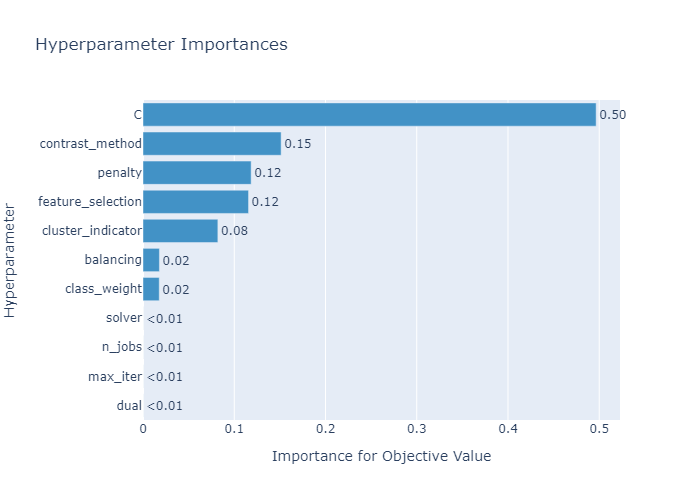 Hyperparameter Importances
Hyperparameter
C 0.50
contrast_method 0.15
penalty 0.12
feature_selection 0.12
cluster_indicator 0.08
balancing 0.02
class_weight 0.02
solver <0.01
n_jobs <0.01
max_iter <0.01
dual <0.01
0 0.1 0.2 0.3 0.4 0.5
Importance for Objective Value